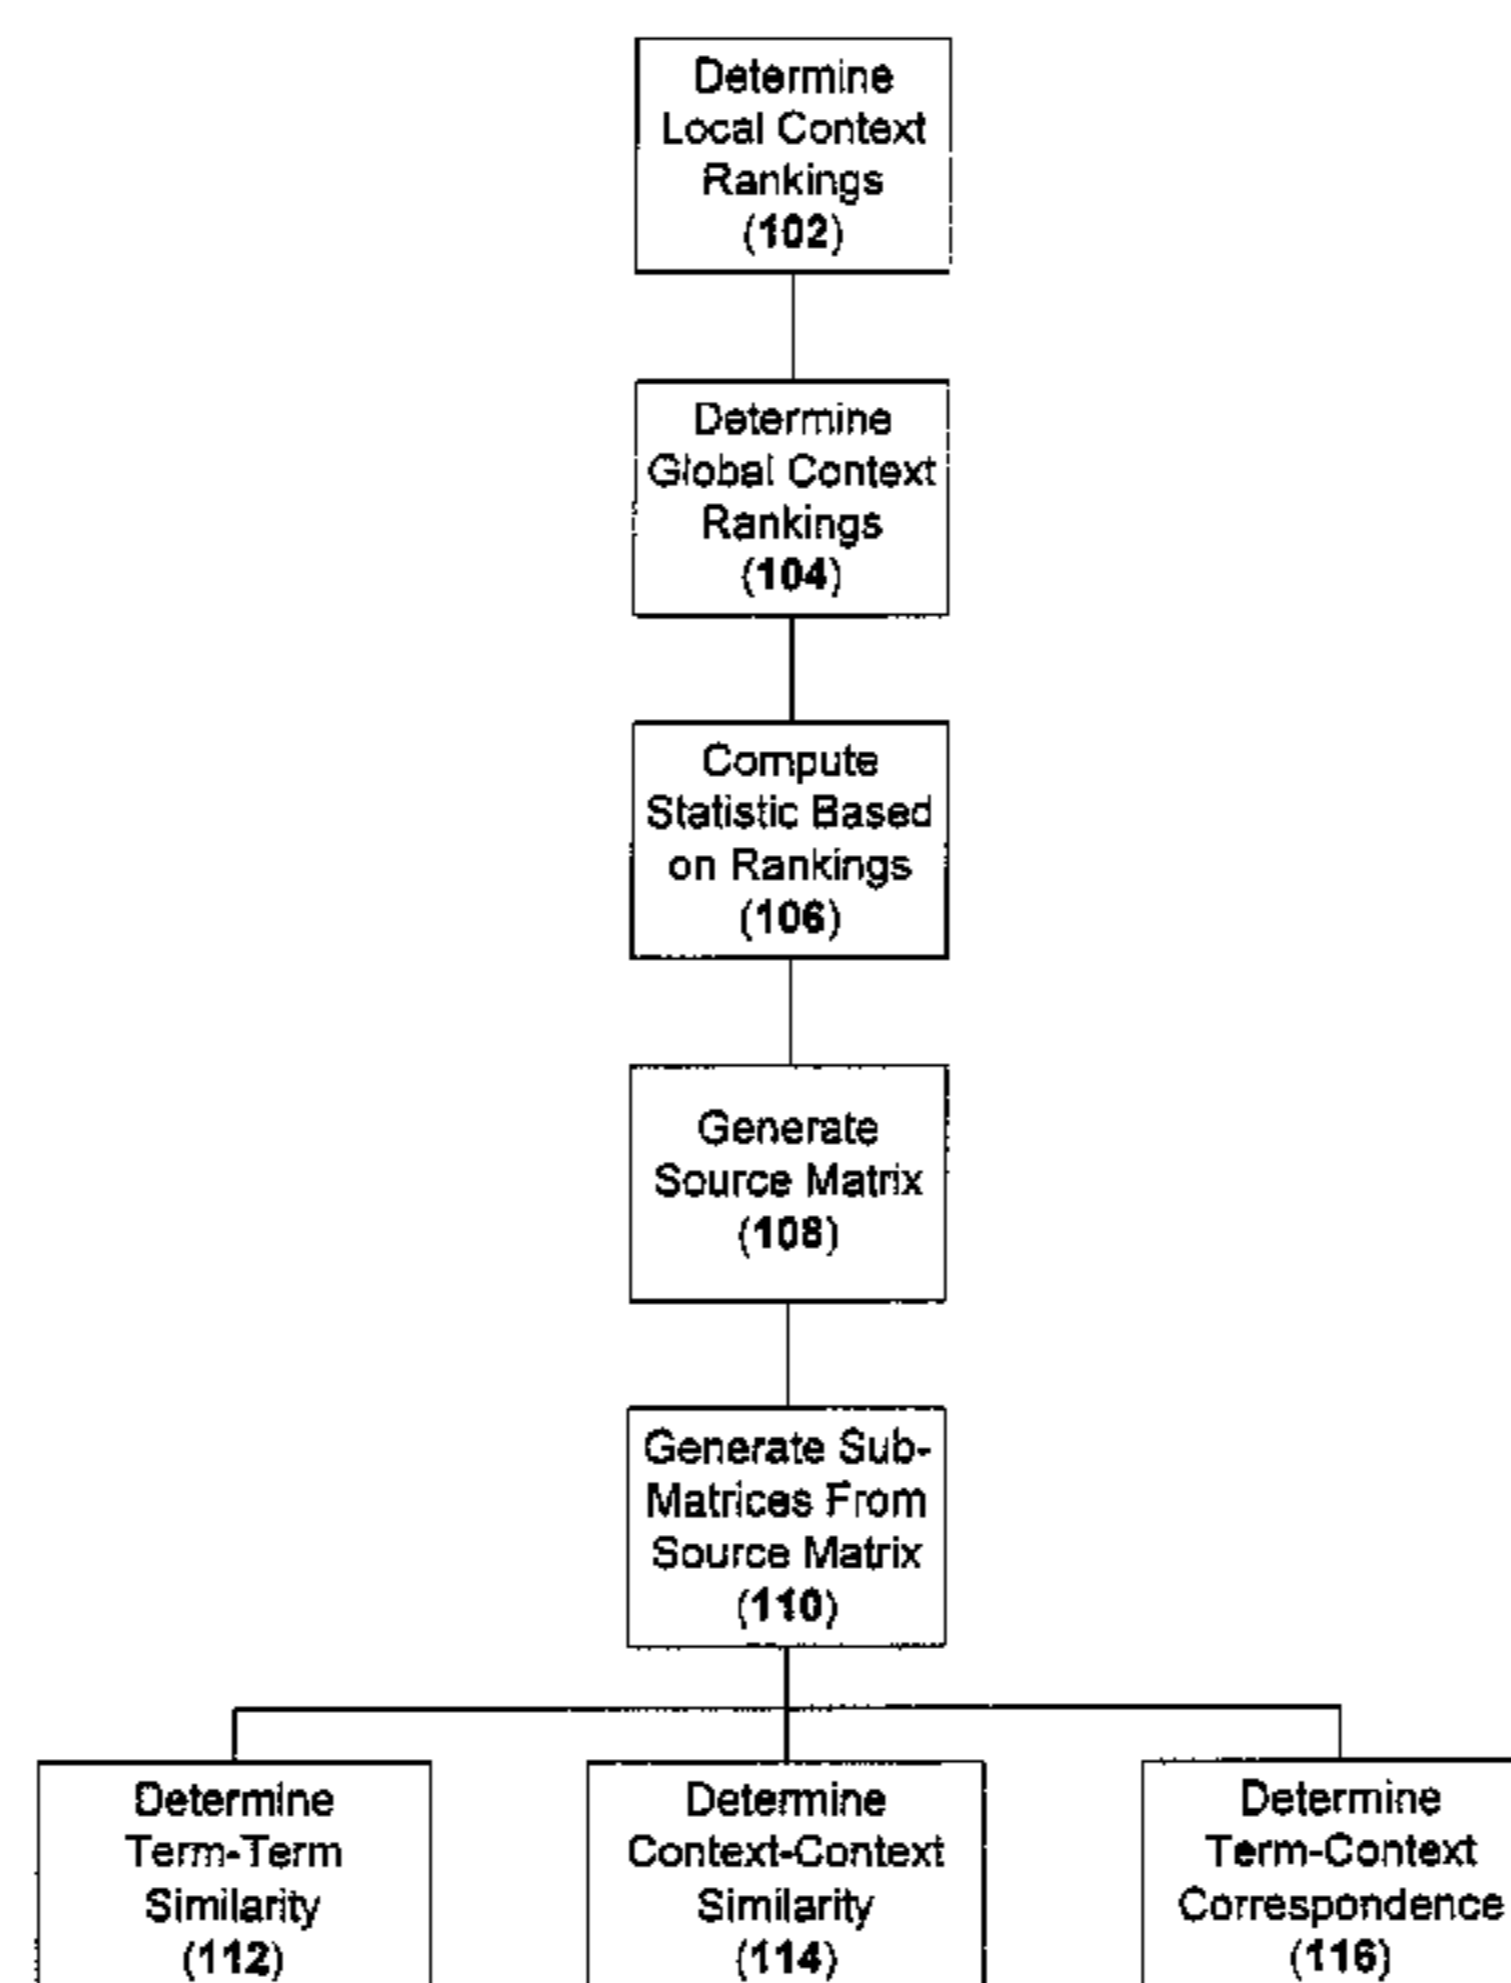 Determine
Local Context
Rankings
(102)
Determine
Global Context
Rankings
(104)
Compute
Statistic Based
on Rankings
(106)
Generate
Source Matrix
(108)
Generate Sub-
Matrices From
Source Matrix
(110)
Determine
Term-Term
Similarity
(112)
Determine
Context-Context
Similarity
(114)
Determine
Term-Context
Correspondence
(116)